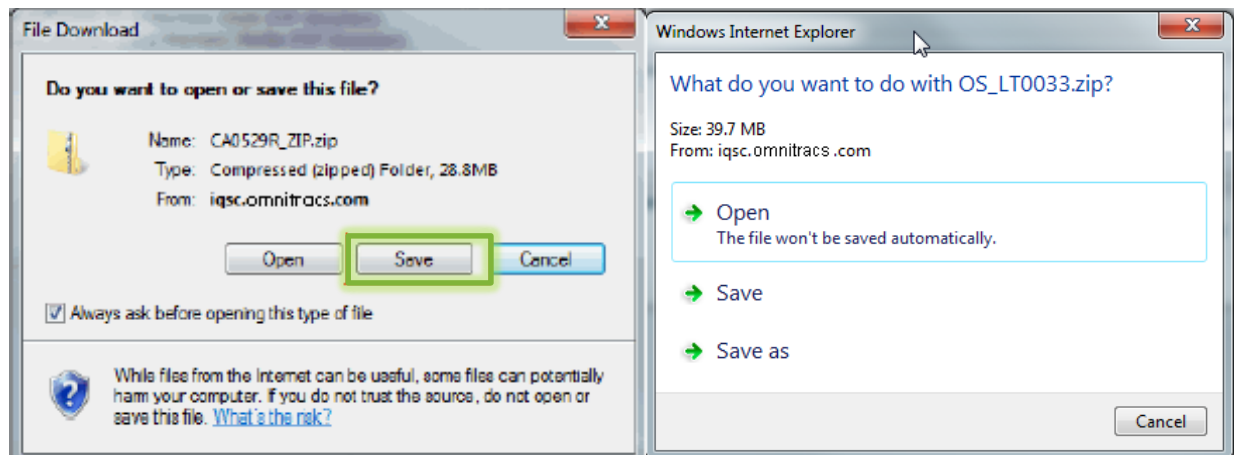 File Download
Do you want to open or save this file?
Name: CA0529R_ZIP.zip
Type: Compressed (zipped) Folder, 28.8MB
From: iqsc.omnitracs.com
Open Save Cancel
Always ask before opening this type of file
While files from the Internet can be useful, some files can potentially
harm your computer. If you do not trust the source, do not open or
save this file. What's the risk?
Windows Internet Explorer
What do you want to do with OS_LT0033.zip?
Size: 39.7 MB
From: iqsc.omnitracs.com
Open
The file won't be saved automatically.
Save
Save as
Cancel